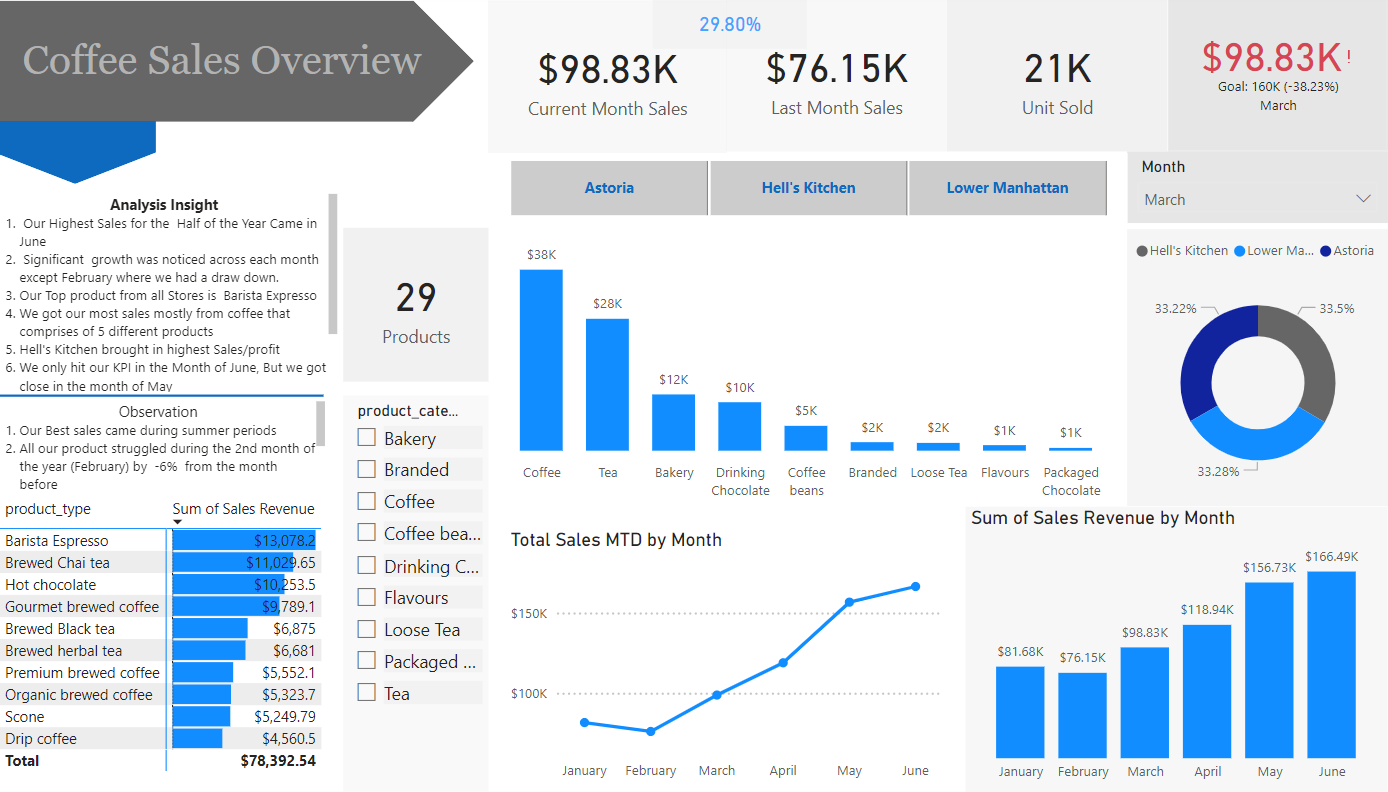 Coffee Sales Overview
29.80%
$98.83K
Current Month Sales
$76.15K
Last Month Sales
21K
Unit Sold
$98.83K!
Goal: 160K (-38.23%)
March
Analysis Insight
1. Our Highest Sales for the Half of the Year Came in
June
2. Significant growth was noticed across each month
except February where we had a draw down.
3. Our Top product from all Stores is Barista Expresso
4. We got our most sales mostly from coffee that
comprises of 5 different products
5. Hell's Kitchen brought in highest Sales/profit
6. We only hit our KPI in the Month of June, But we got
close in the month of May
Observation
1. Our Best sales came during summer periods
2. All our product struggled during the 2nd month of
the year (February) by -6% from the month
before
product_type Sum of Sales Revenue
Barista Espresso $13,078.2
Brewed Chai tea $11,029.65
Hot chocolate $10,253.5
Gourmet brewed coffee $9,789.1
Brewed Black tea $6,875
Brewed herbal tea $6,681
Premium brewed coffee $5,552.1
Organic brewed coffee $5,323.7
Scone $5,249.79
Drip coffee $4,560.5
Total $78,392.54
29
Products
product_cate...
Bakery
Branded
Coffee
Coffee bea...
Drinking C...
Flavours
Loose Tea
Packaged ...
Tea
Astoria
Hell's Kitchen
Lower Manhattan
$38K
$28K
$12K
$10K
$5K
$2K
$2K
$1K
$1K
Coffee
Tea
Bakery
Drinking
Chocolate
Coffee
beans
Branded
Loose Tea
Flavours
Packaged
Chocolate
Month
March
Hell's Kitchen Lower Ma... Astoria
33.22%
33.5%
33.28%
Total Sales MTD by Month
$150K
$100K
January February March April May June
Sum of Sales Revenue by Month
$81.68K
$76.15K
$98.83K
$118.94K
$156.73K
$166.49K
January February March April May June